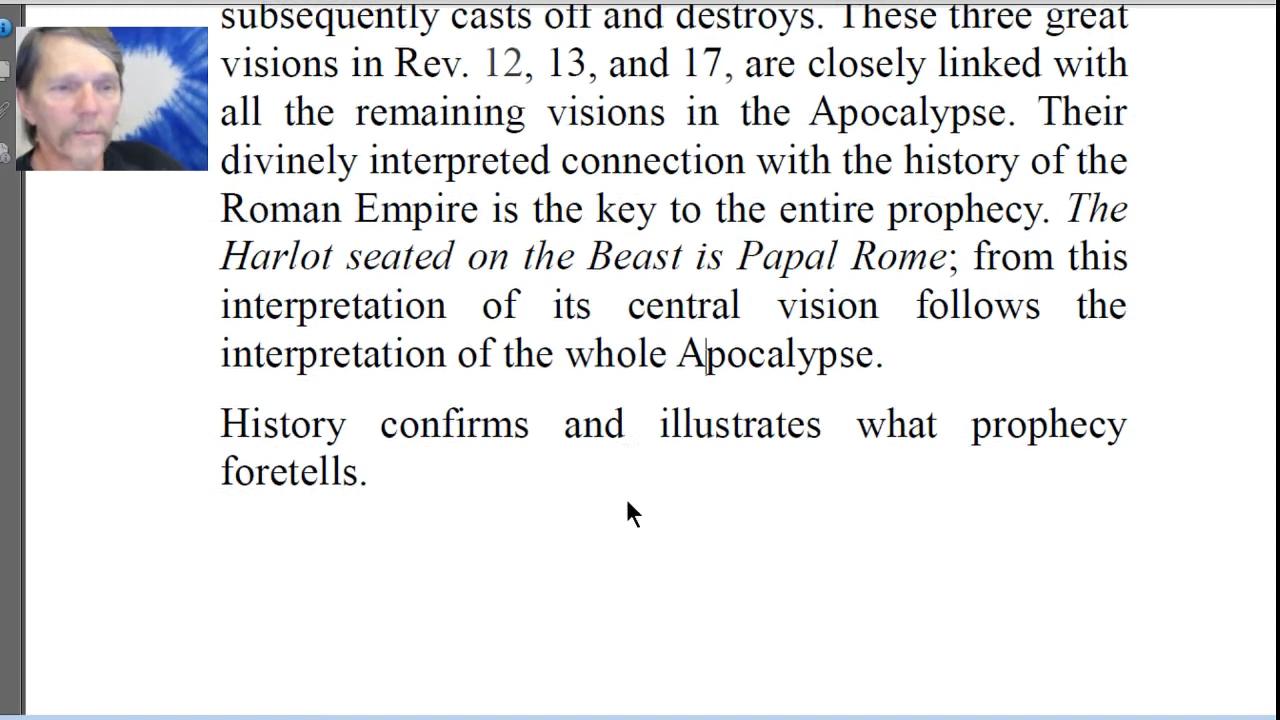 subsequently casts off and destroys. These three great
visions in Rev. 12, 13, and 17, are closely linked with
all the remaining visions in the Apocalypse. Their
divinely interpreted connection with the history of the
Roman Empire is the key to the entire prophecy. The
Harlot seated on the Beast is Papal Rome; from this
interpretation of its central vision follows the
interpretation of the whole Apocalypse.
History confirms and illustrates what prophecy
foretells.